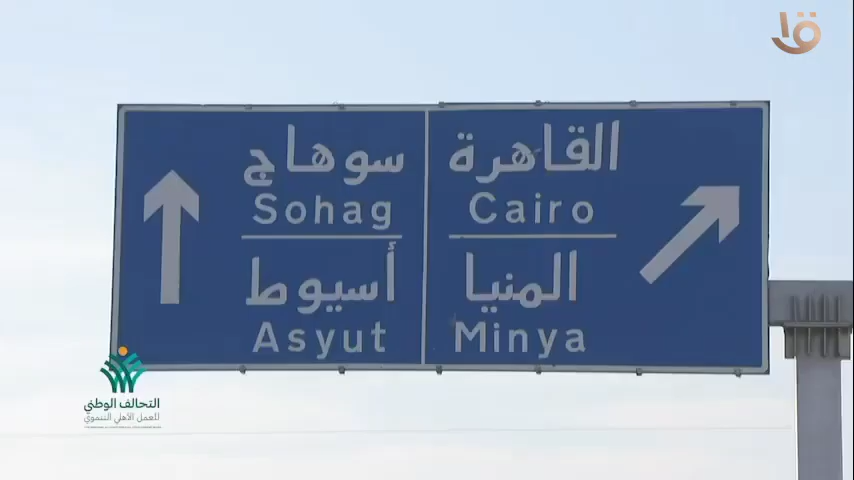 القاهرة
Cairo
المنيا
Minya
سوهاج
Sohag
أسيوط
Asyut
التحالف الوطني
للعمل الأهلي التنموي